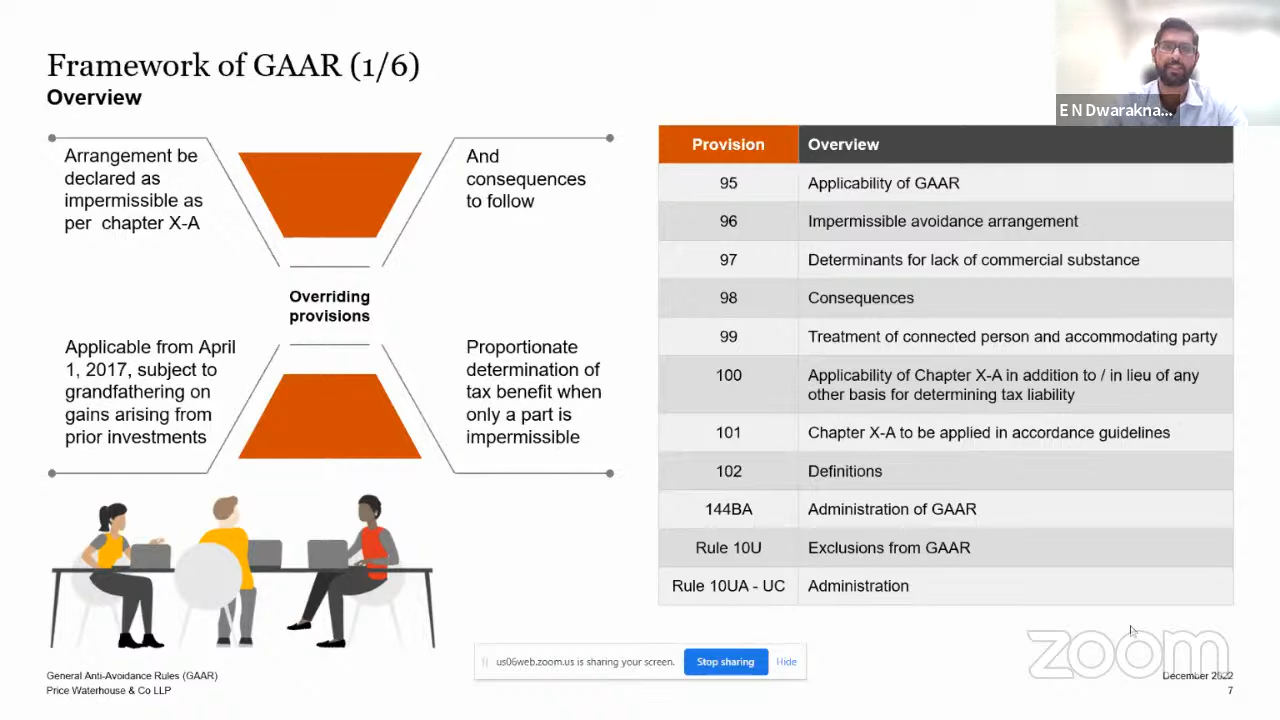 Framework of GAAR (1/6)
Overview
E N Dwarakna...
Arrangement be
declared as
impermissible as
per chapter X-A
And
consequences
to follow
Overriding
provisions
Applicable from April
1, 2017, subject to
grandfathering on
gains arising from
prior investments
Proportionate
determination of
tax benefit when
only a part is
impermissible
Provision Overview
95 Applicability of GAAR
96 Impermissible avoidance arrangement
97 Determinants for lack of commercial substance
98 Consequences
99 Treatment of connected person and accommodating party
100 Applicability of Chapter X-A in addition to / in lieu of any
other basis for determining tax liability
101 Chapter X-A to be applied in accordance guidelines
102 Definitions
144BA Administration of GAAR
Rule 10U Exclusions from GAAR
Rule 10UA - UC Administration
us06web.zoom.us is sharing your screen. Stop sharing Hide
zoom
General Anti-Avoidance Rules (GAAR)
Price Waterhouse & Co LLP
December 2022
7